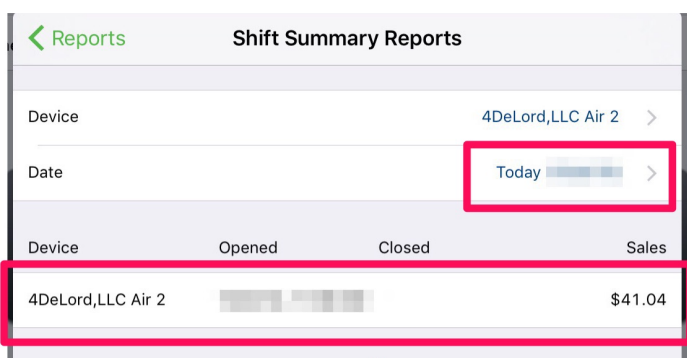 Reports Shift Summary Reports
Device 4DeLord,LLC Air 2
Date Today
Device Opened Closed Sales
4DeLord,LLC Air 2 $41.04